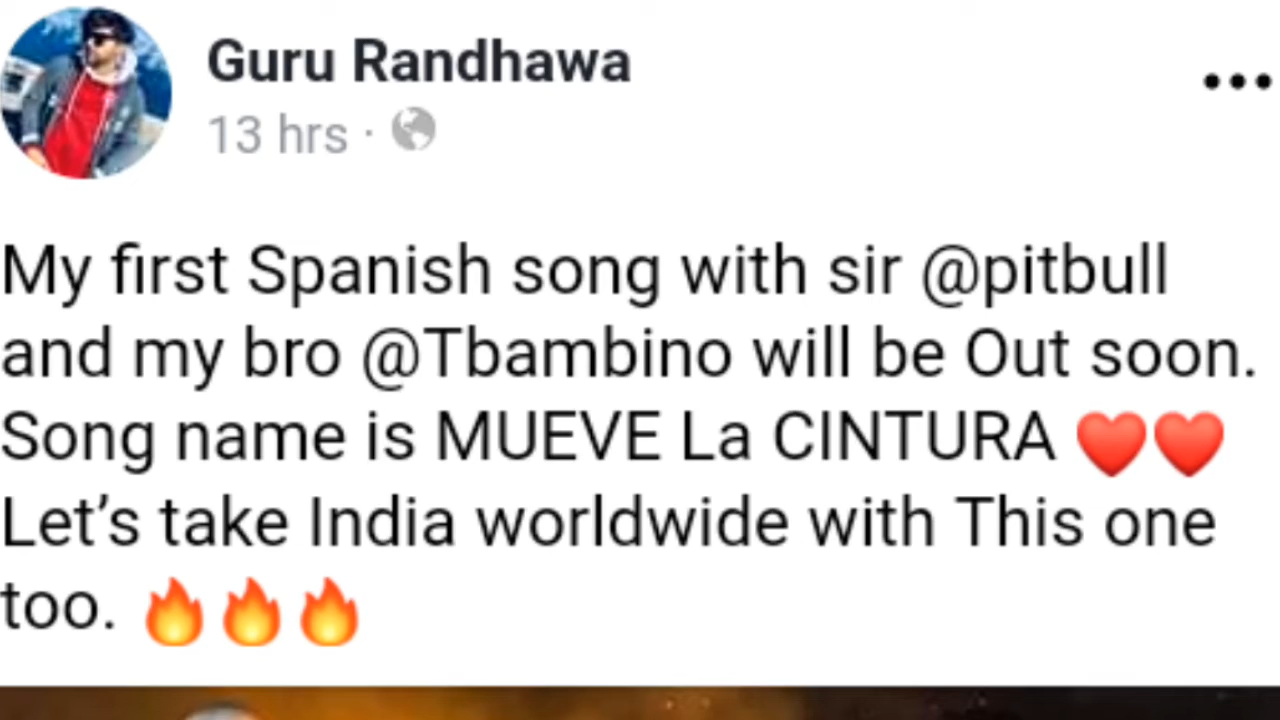 Guru Randhawa
13 hrs ·
My first Spanish song with sir @pitbull
and my bro @Tbambino will be Out soon.
Song name is MUEVE La CINTURA ❤️❤️
Let’s take India worldwide with This one
too. 🔥🔥🔥